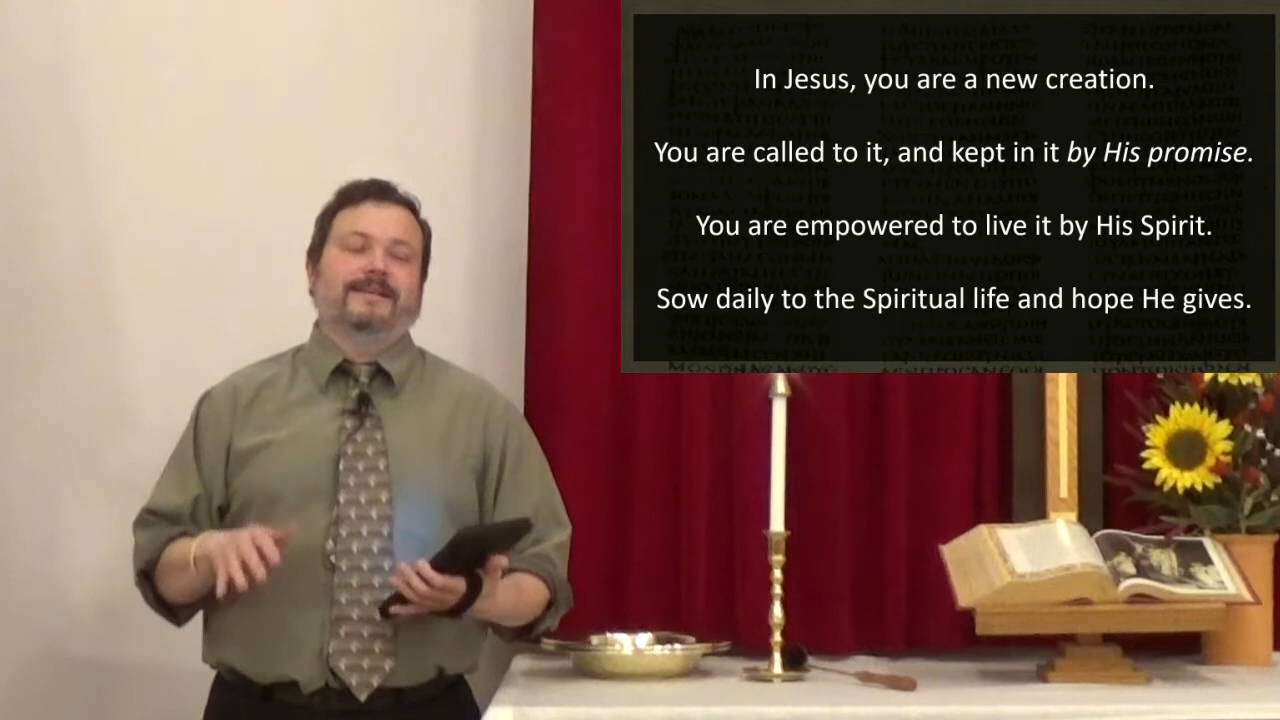 In Jesus, you are a new creation.
You are called to it, and kept in it by His promise.
You are empowered to live it by His Spirit.
Sow daily to the Spiritual life and hope He gives.